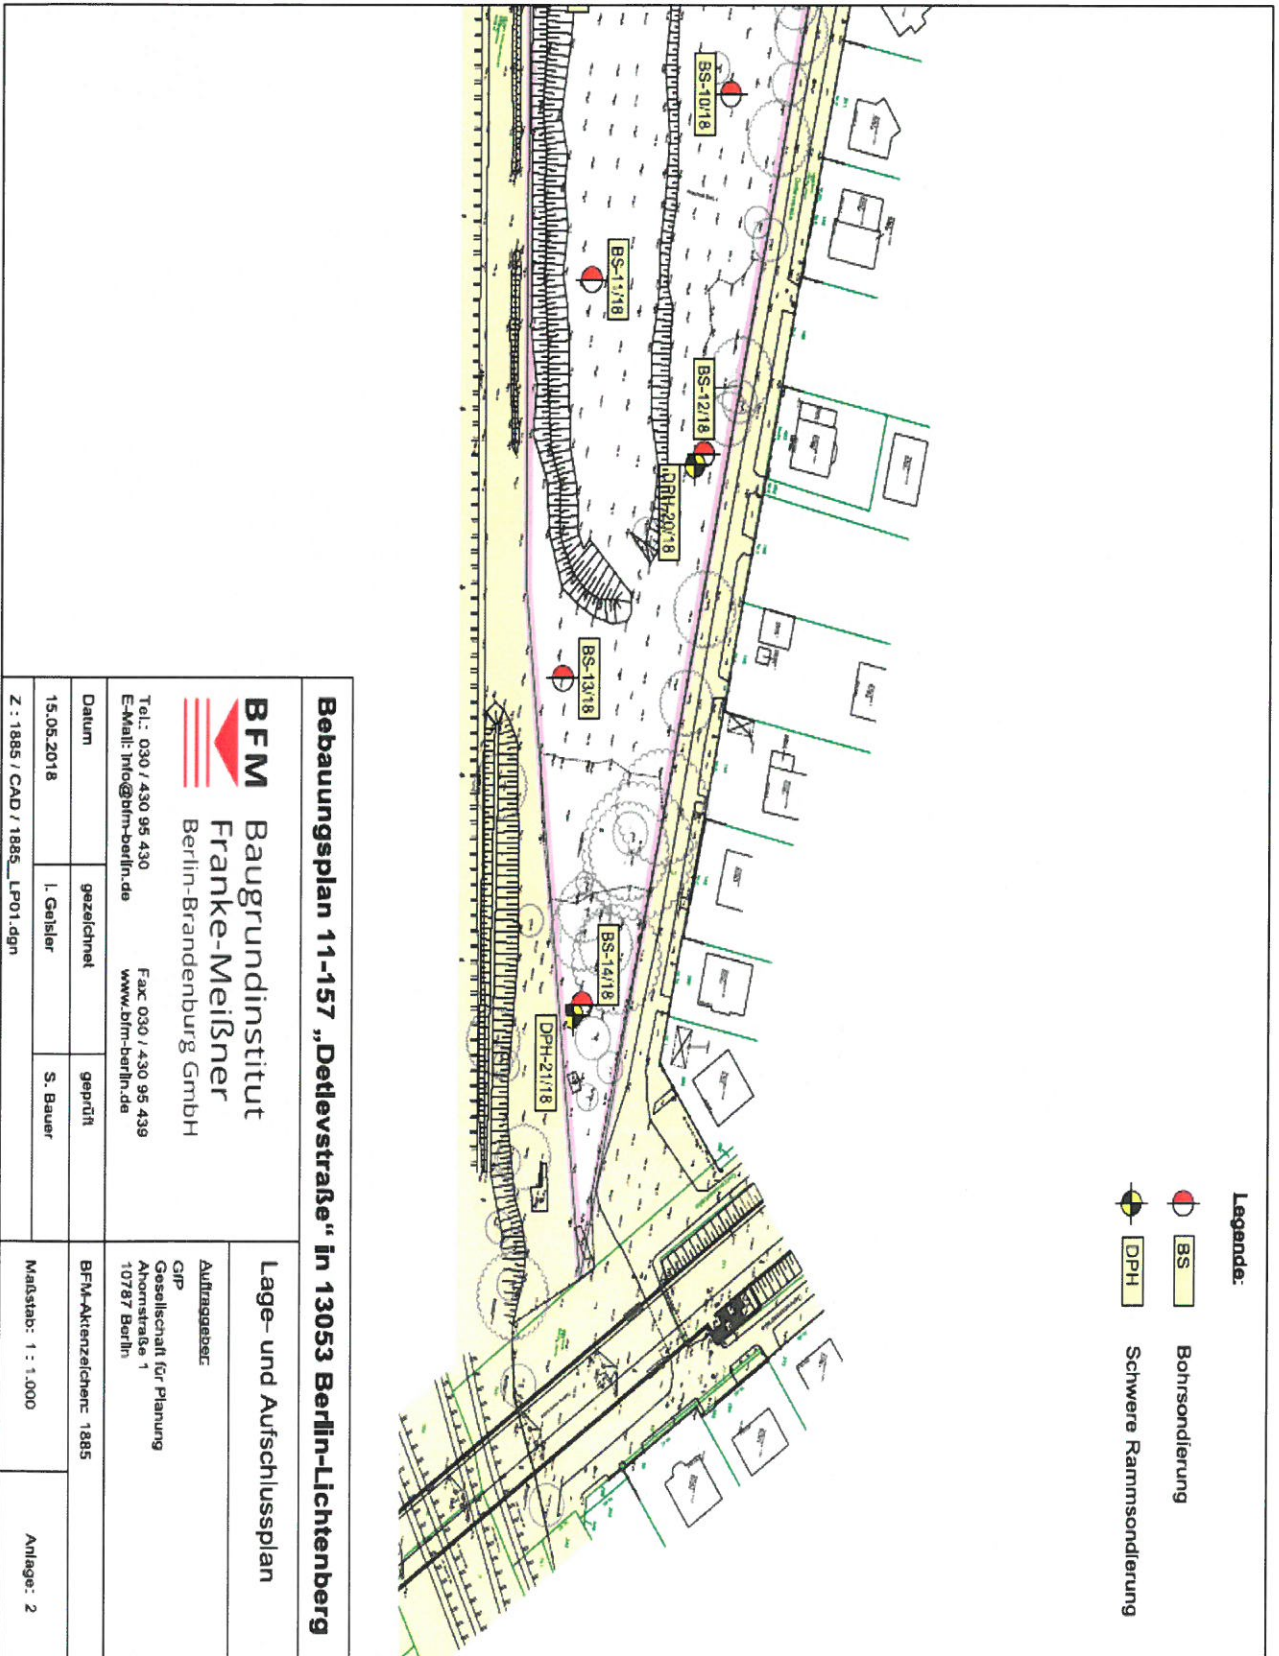 Legende:
BS Bohrsondierung
DPH Schwere Rammsondierung
BS-10/18
BS-11/18
BS-12/18
DPH-20/18
BS-13/18
BS-14/18
DPH-21/18
Bebauungsplan 11-157 „Detlevstraße“ in 13053 Berlin-Lichtenberg
BFM Baugrundinstitut
Franke-Meißner
Berlin-Brandenburg GmbH
Tel.: 030 / 430 95 430 Fax: 030 / 430 95 439
E-Mail: info@bfm-berlin.de www.bfm-berlin.de
Lage- und Aufschlussplan
Auftraggeber:
GfP
Gesellschaft für Planung
Ahornstraße 1
10787 Berlin
Datum gezeichnet geprüft BFM-Aktenzeichen: 1885
15.05.2018 I. Geisler S. Bauer Maßstab: 1 : 1.000 Anlage: 2
Z : 1885 / CAD / 1885__LP01.dgn